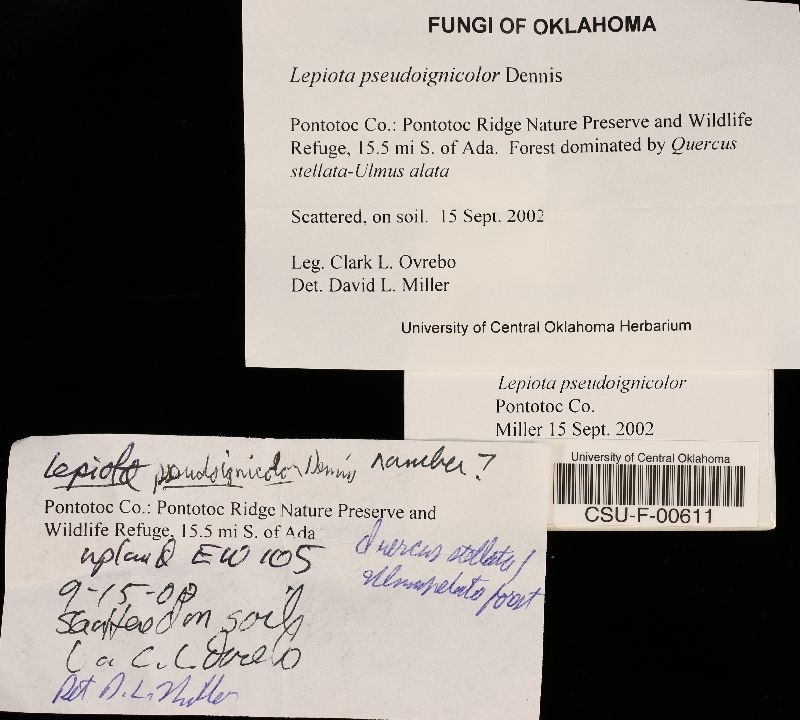 FUNGI OF OKLAHOMA
Lepiota pseudoignicolor Dennis
Pontotoc Co.: Pontotoc Ridge Nature Preserve and Wildlife
Refuge, 15.5 mi S. of Ada. Forest dominated by Quercus
stellata-Ulmus alata
Scattered, on soil. 15 Sept. 2002
Leg. Clark L. Ovrebo
Det. David L. Miller
University of Central Oklahoma Herbarium
Lepiota pseudoignicolor
Pontotoc Co.
Miller 15 Sept. 2002
University of Central Oklahoma
CSU-F-00611
Lepiota pseudoignicolor Dennis number?
Pontotoc Co.: Pontotoc Ridge Nature Preserve and
Wildlife Refuge, 15.5 mi S. of Ada
upland EW 105
Quercus stellata/
forest
Scattered on soil
C. L. Ovrebo
Det D. L. Miller